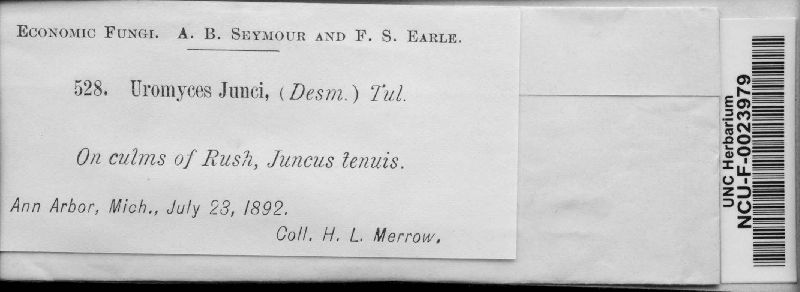 Economic Fungi. A. B. Seymour and F. S. Earle.
528. Uromyces Junci, (Desm.) Tul.
On culms of Rush, Juncus tenuis.
Ann Arbor, Mich., July 23, 1892.
Coll. H. L. Merrow.
UNC Herbarium
NCU-F-0023979